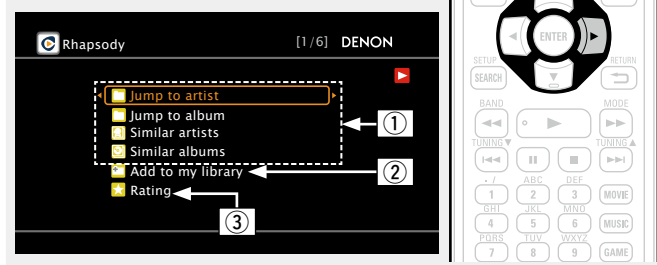 Rhapsody [1/6] DENON
Jump to artist
Jump to album
Similar artists
Similar albums
Add to my library
Rating
1
2
3
ENTER
SETUP
SEARCH
RETURN
BAND
MODE
TUNING▼
TUNING▲
. /
ABC
DEF
1 2 3 MOVIE
GHI JKL MNO
4 5 6 MUSIC
PQRS TUV WXYZ
7 8 9 GAME